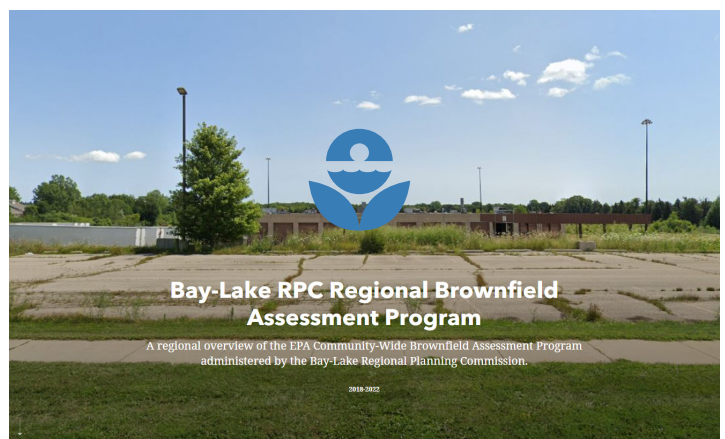 Bay-Lake RPC Regional Brownfield
Assessment Program
A regional overview of the EPA Community-Wide Brownfield Assessment Program
administered by the Bay-Lake Regional Planning Commission.
2018-2022